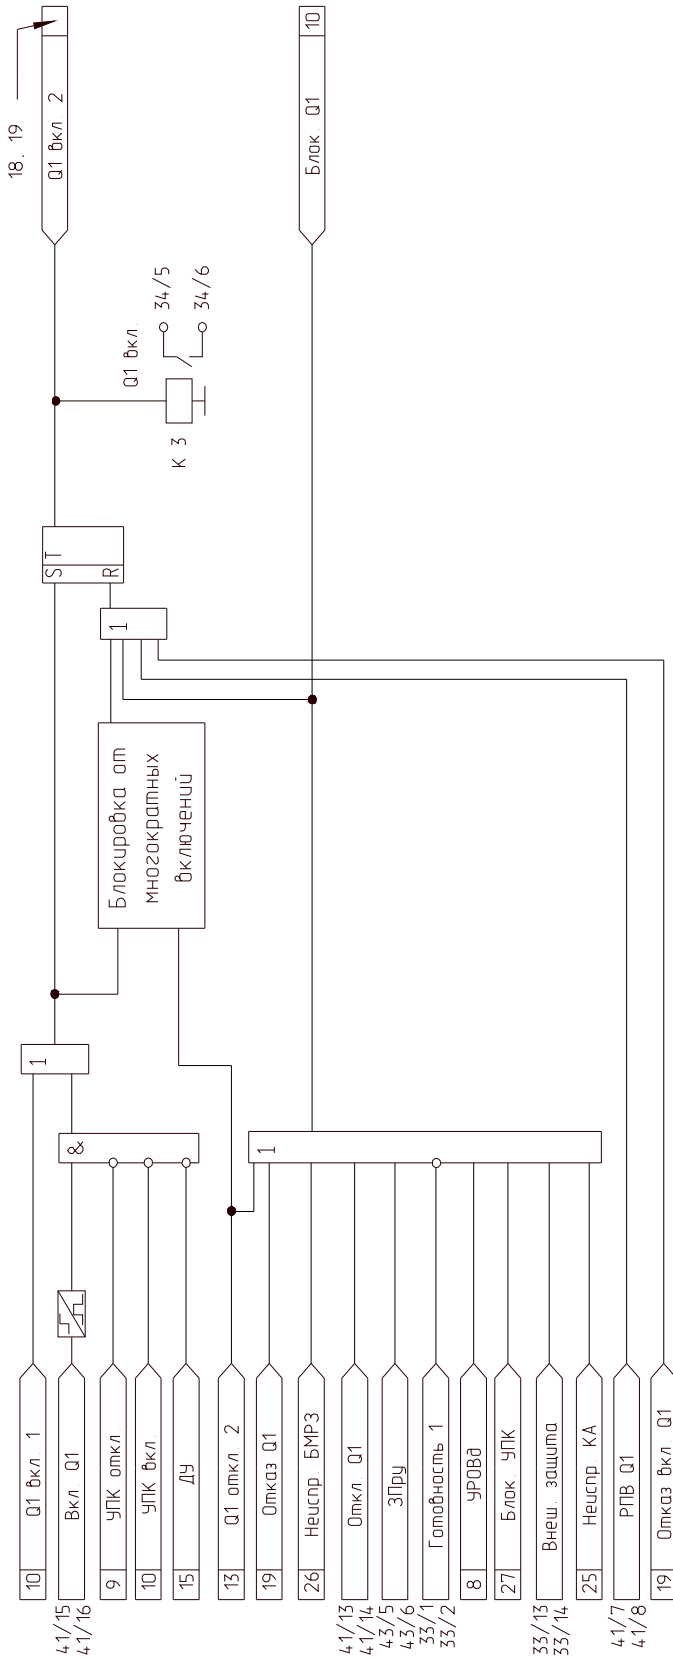 10
Q1 вкл. 1
41/15
41/16
Вкл. Q1
9
УПК откл.
10
УПК вкл.
15
ДУ
13
Q1 откл. 2
19
Отказ Q1
26
Неиспр. БМРЗ
41/13
41/14
Откл. Q1
43/5
43/6
ЗПру
33/1
33/2
Готовность 1
8
УРОВд
27
Блок. УПК
33/13
33/14
Внеш. защита
25
Неиспр. КА
41/7
41/8
РПВ Q1
19
Отказ вкл. Q1
1
&
1
Блокировка от
многократных
включений
1
S T
R
К 3
Q1 вкл
34/5
34/6
Q1 вкл. 2
18. 19
Блок. Q1
10